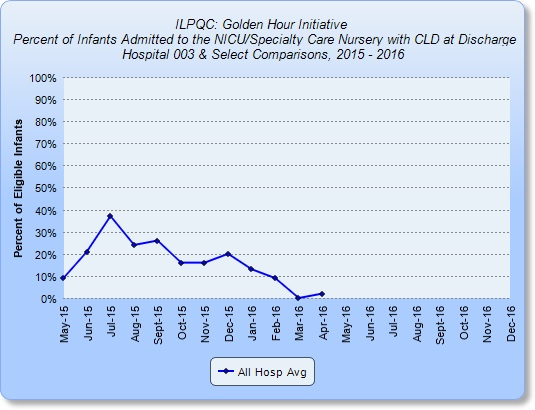 ILPQC: Golden Hour Initiative
Percent of Infants Admitted to the NICU/Specialty Care Nursery with CLD at Discharge
Hospital 003 & Select Comparisons, 2015 - 2016
Percent of Eligible Infants
100%
90%
80%
70%
60%
50%
40%
30%
20%
10%
0%
May-15
Jun-15
Jul-15
Aug-15
Sept-15
Oct-15
Nov-15
Dec-15
Jan-16
Feb-16
Mar-16
Apr-16
May-16
Jun-16
Jul-16
Aug-16
Sept-16
Oct-16
Nov-16
Dec-16
All Hosp Avg